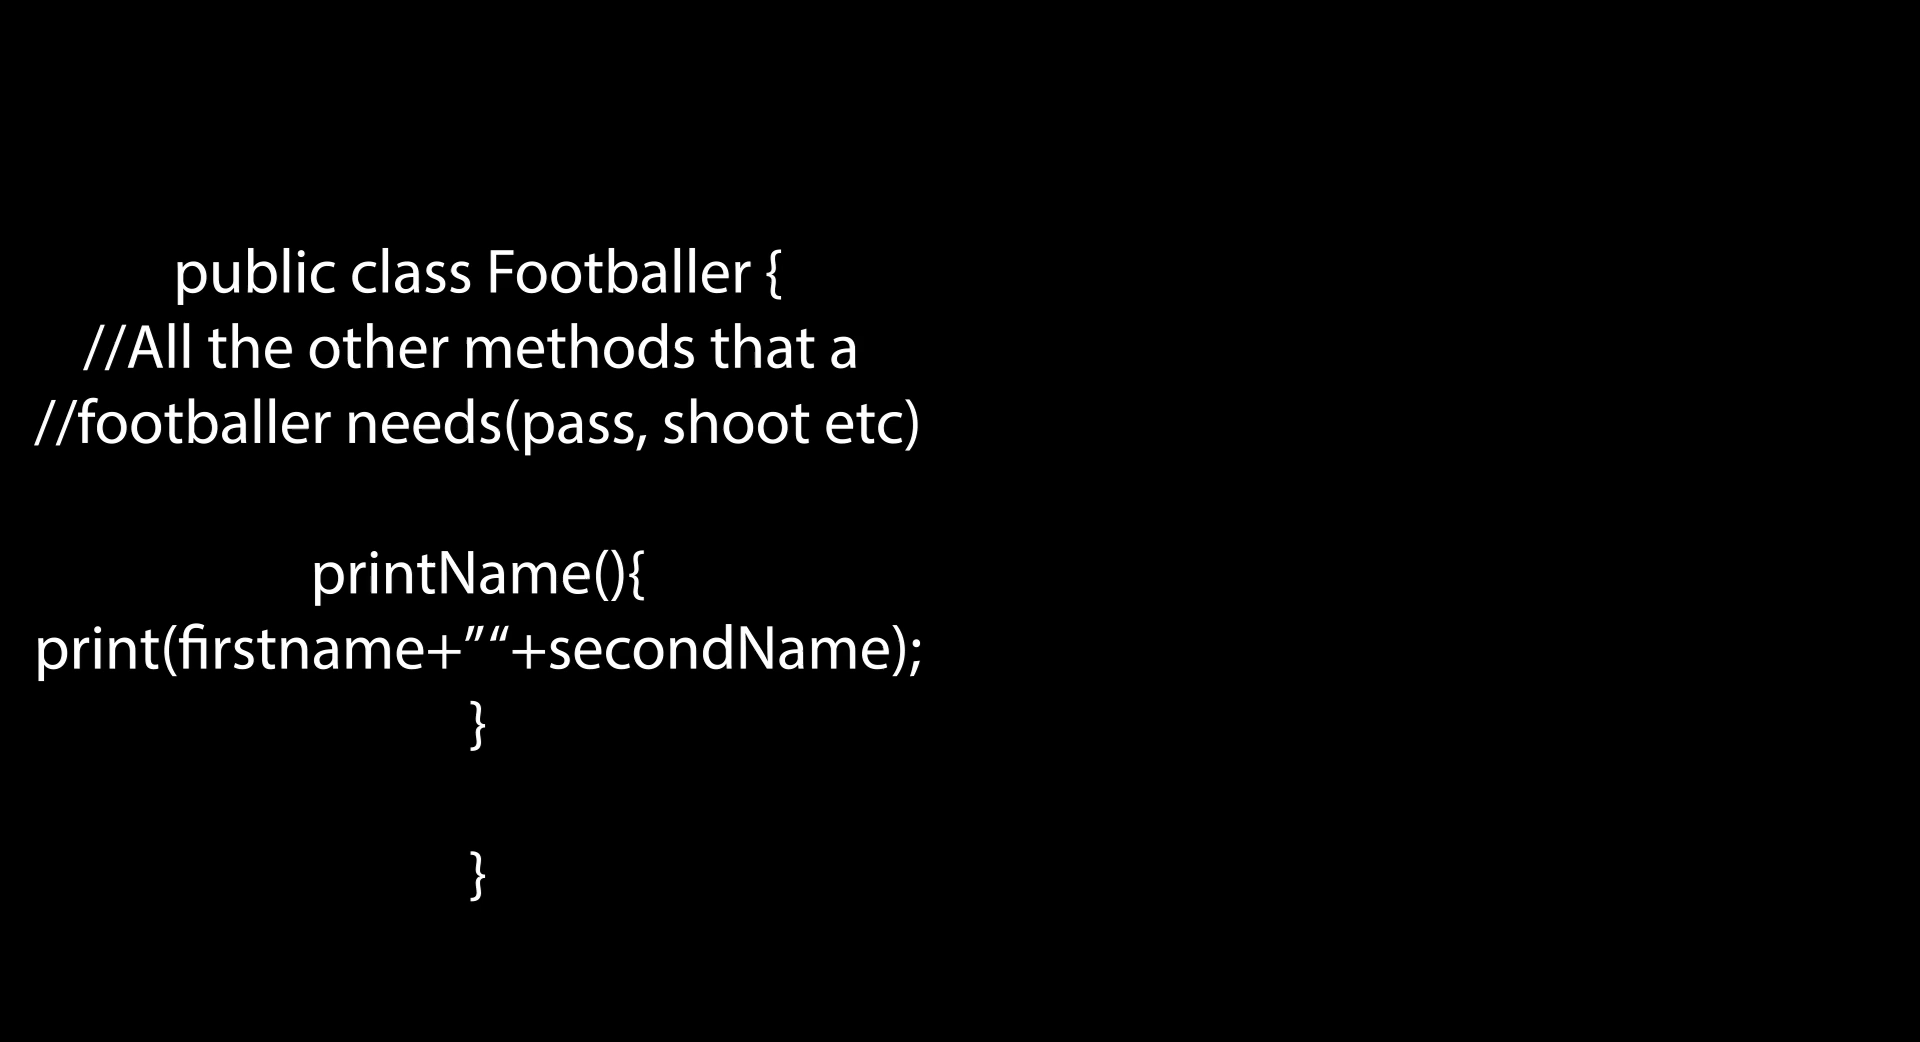 public class Footballer {
//All the other methods that a
//footballer needs(pass, shoot etc)
printName(){
print(firstname+”“+secondName);
}
}